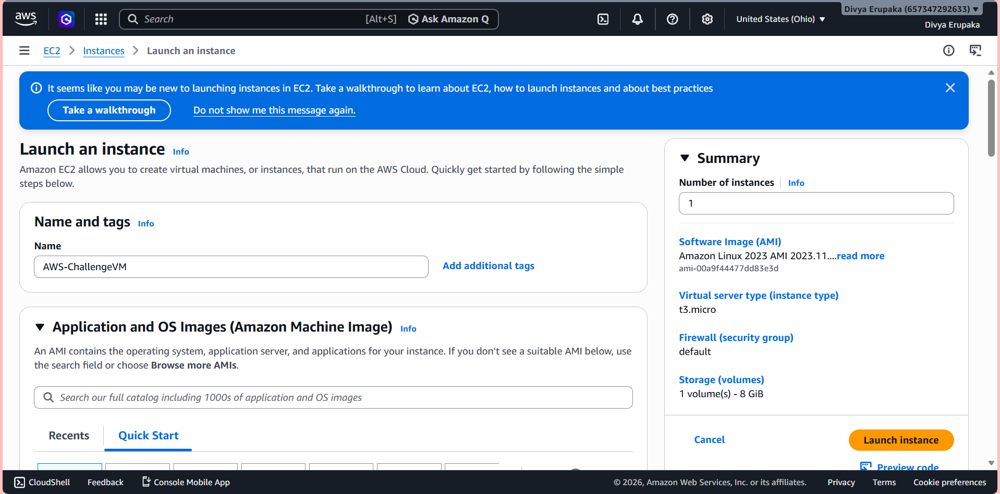 aws
Search [Alt+S] Ask Amazon Q
United States (Ohio) ▼
Divya Erupaka (657347292633) ▼
Divya Erupaka
EC2 > Instances > Launch an instance
It seems like you may be new to launching instances in EC2. Take a walkthrough to learn about EC2, how to launch instances and about best practices
Take a walkthrough Do not show me this message again.
Launch an instance Info
Amazon EC2 allows you to create virtual machines, or instances, that run on the AWS Cloud. Quickly get started by following the simple
steps below.
Name and tags Info
Name
AWS-ChallengeVM Add additional tags
Application and OS Images (Amazon Machine Image) Info
An AMI contains the operating system, application server, and applications for your instance. If you don't see a suitable AMI below, use
the search field or choose Browse more AMIs.
Search our full catalog including 1000s of application and OS images
Recents Quick Start
Summary
Number of instances Info
1
Software Image (AMI)
Amazon Linux 2023 AMI 2023.11....read more
ami-00a9f44477dd83e3d
Virtual server type (instance type)
t3.micro
Firewall (security group)
default
Storage (volumes)
1 volume(s) - 8 GiB
Cancel Launch instance
Preview code
CloudShell Feedback Console Mobile App © 2026, Amazon Web Services, Inc. or its affiliates. Privacy Terms Cookie preferences